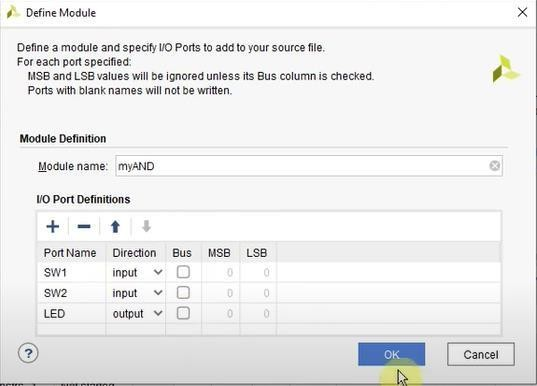 Define Module
Define a module and specify I/O Ports to add to your source file.
For each port specified:
MSB and LSB values will be ignored unless its Bus column is checked.
Ports with blank names will not be written.
Module Definition
Module name: myAND
I/O Port Definitions
Port Name Direction Bus MSB LSB
SW1 input 0 0
SW2 input 0 0
LED output 0 0
? OK Cancel